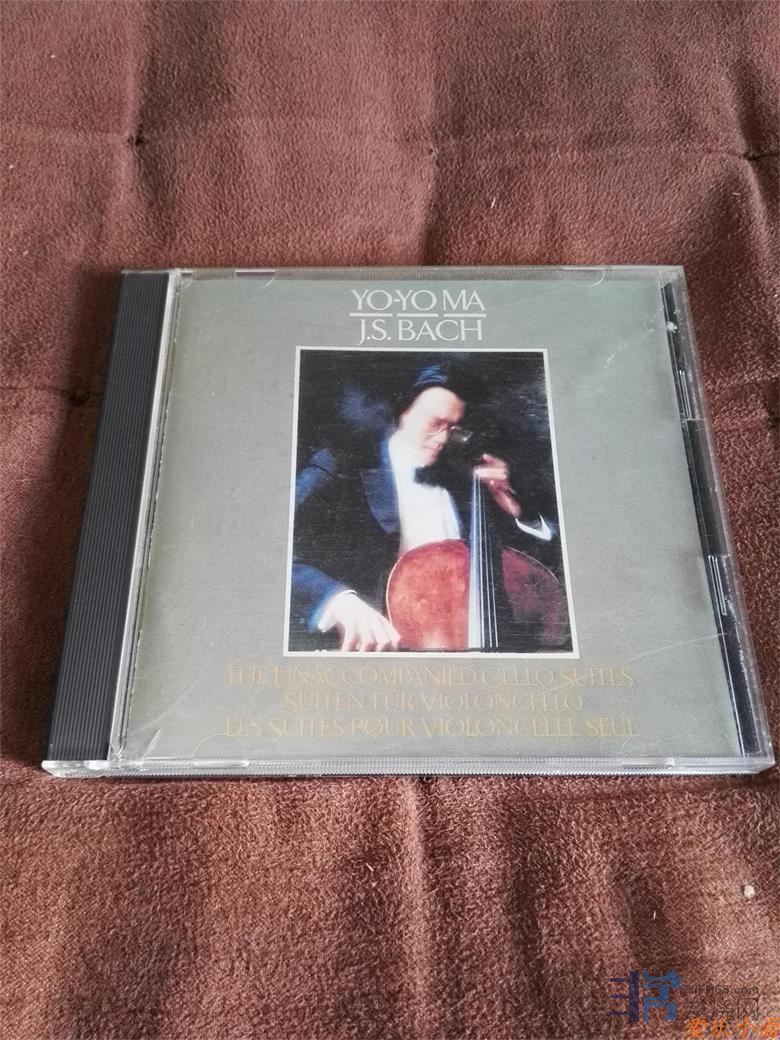 YO-YO MA
J.S. BACH
THE UNACCOMPANIED CELLO SUITES
SUITEN FÜR VIOLONCELLO
LES SUITES POUR VIOLONCELLE SEUL